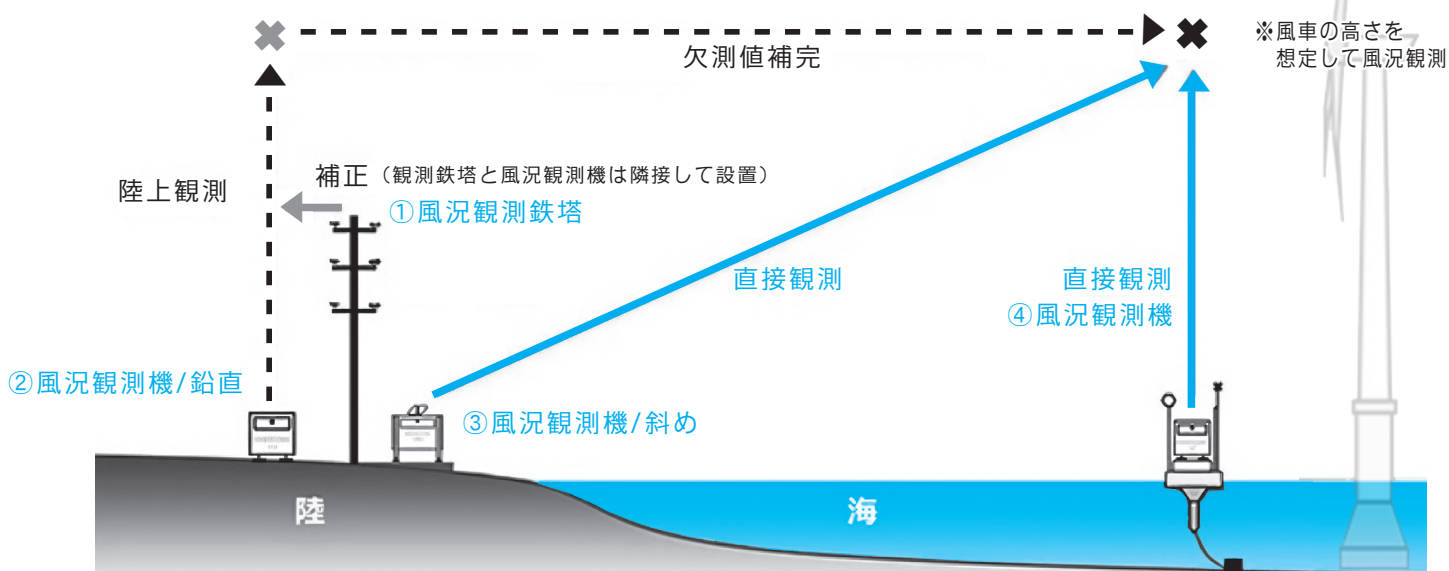 欠測値補完
※風車の高さを
想定して風況観測
陸上観測
補正（観測鉄塔と風況観測機は隣接して設置）
①風況観測鉄塔
直接観測
直接観測
④風況観測機
②風況観測機/鉛直
③風況観測機/斜め
陸
海